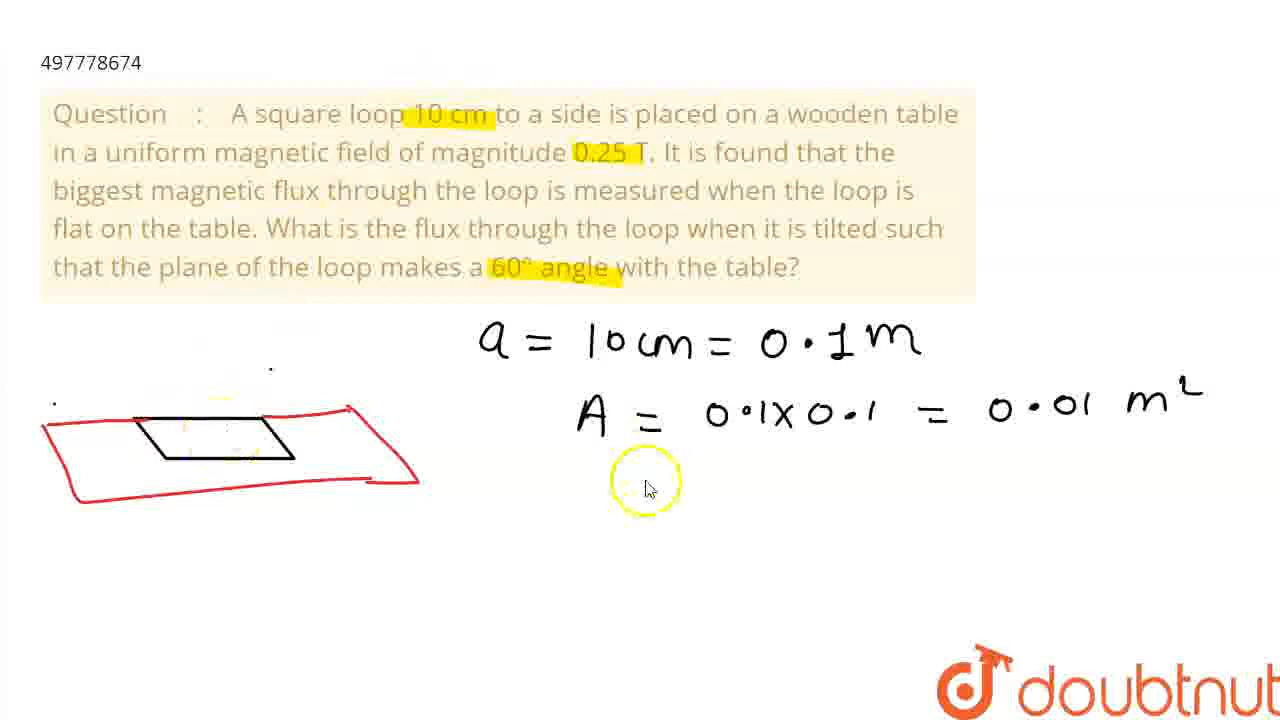 497778674
Question : A square loop 10 cm to a side is placed on a wooden table
in a uniform magnetic field of magnitude 0.25 T. It is found that the
biggest magnetic flux through the loop is measured when the loop is
flat on the table. What is the flux through the loop when it is tilted such
that the plane of the loop makes a 60° angle with the table?
a = 10 cm = 0.1 m
A = 0.1 x 0.1 = 0.01 m²
doubtnut